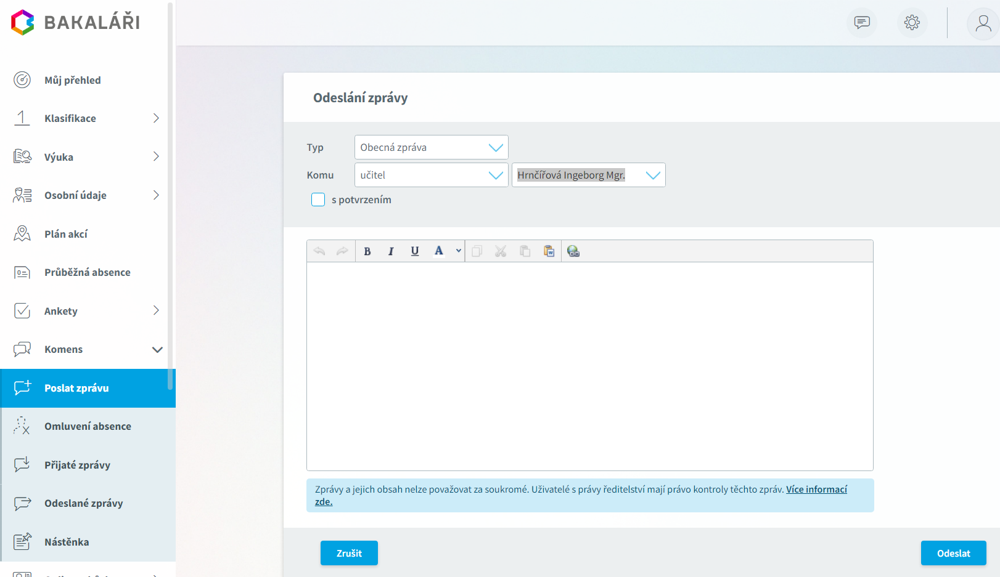 BAKALÁŘI
Můj přehled
Klasifikace
Výuka
Osobní údaje
Plán akcí
Průběžná absence
Ankety
Komens
Poslat zprávu
Omluvení absence
Přijaté zprávy
Odeslané zprávy
Nástěnka
Odeslání zprávy
Typ
Obecná zpráva
Komu
učitel
Hrnčířová Ingeborg Mgr.
s potvrzením
B I U A
Zprávy a jejich obsah nelze považovat za soukromé. Uživatelé s právy ředitelství mají právo kontroly těchto zpráv. Více informací
zde.
Zrušit
Odeslat